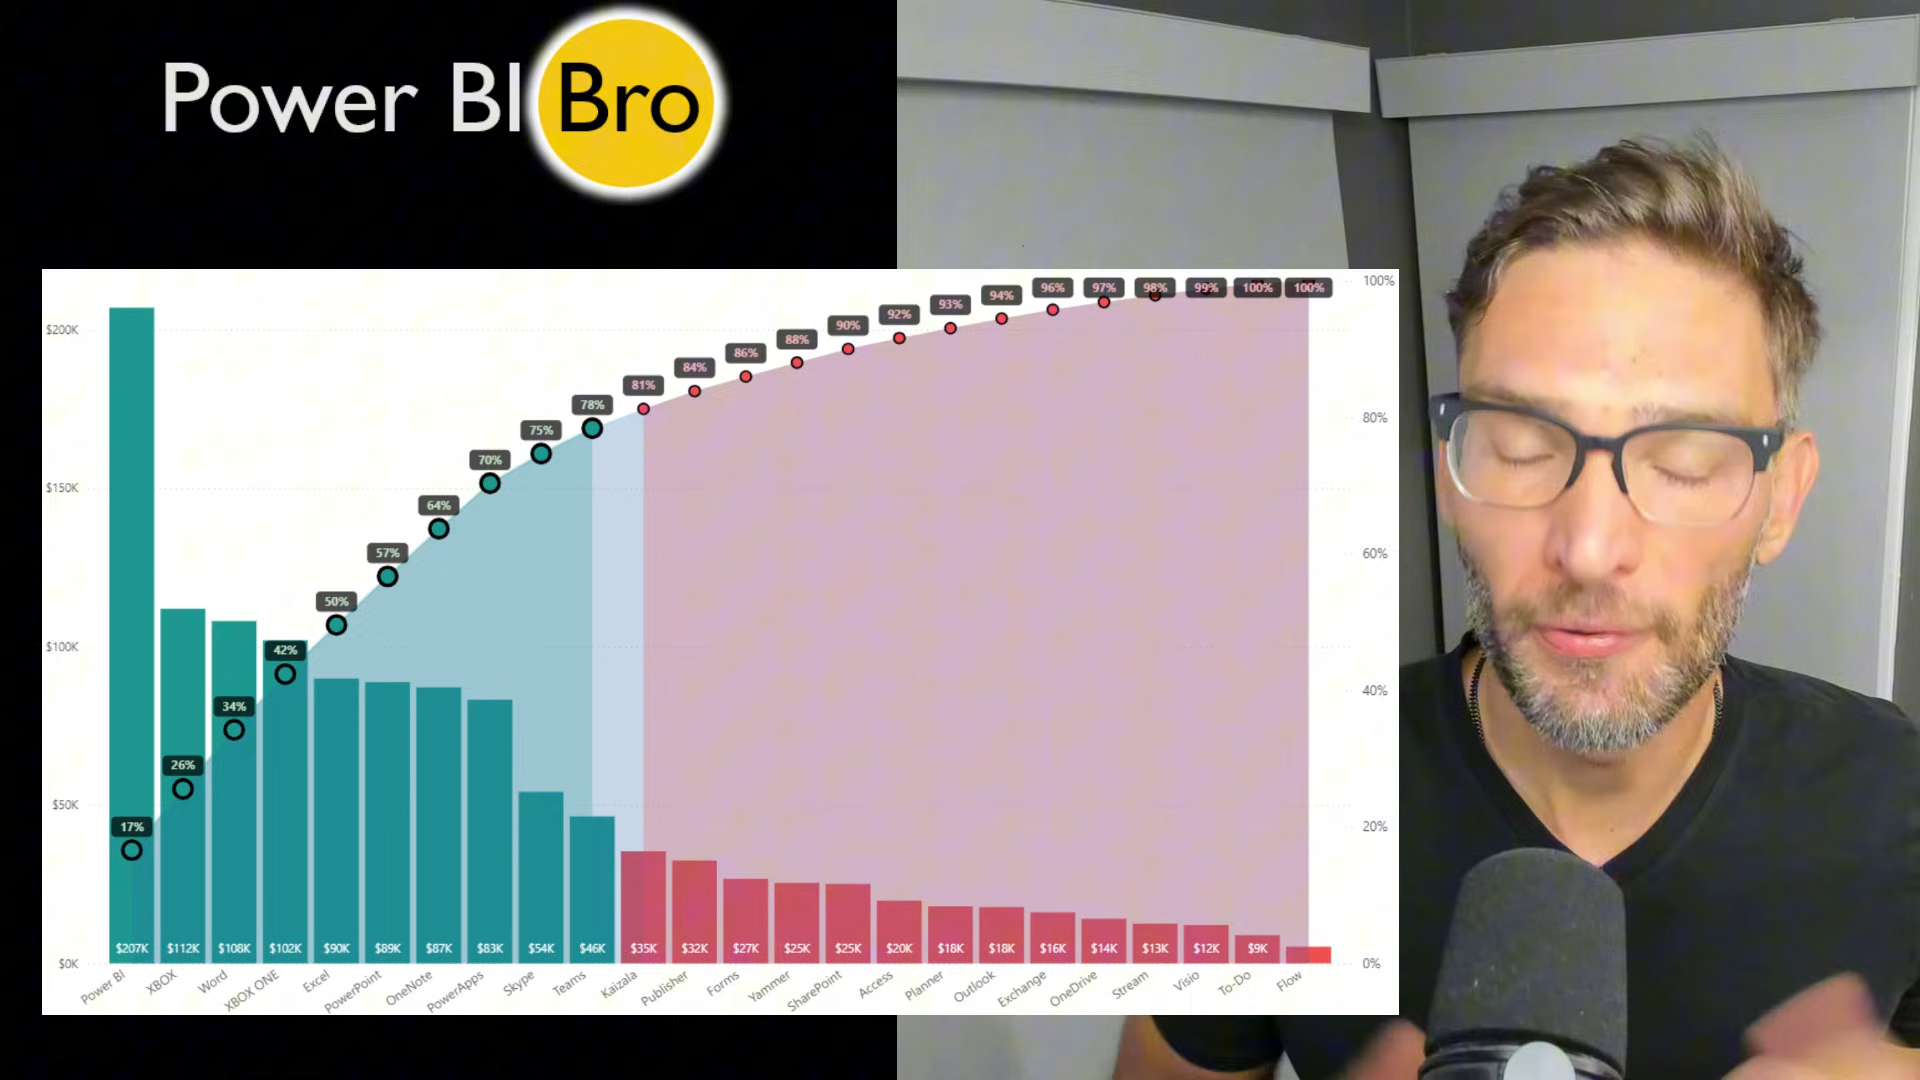 Power BI Bro
17%
26%
34%
42%
50%
57%
64%
70%
75%
78%
81%
84%
86%
88%
90%
92%
93%
94%
96%
97%
98%
99%
100%
100%
$200K
$150K
$100K
$50K
$0K
100%
80%
60%
40%
20%
0%
$207K
$112K
$108K
$102K
$90K
$89K
$87K
$83K
$54K
$46K
$35K
$32K
$27K
$25K
$25K
$20K
$18K
$18K
$16K
$14K
$13K
$12K
$9K
Power BI
XBOX
Word
XBOX ONE
Excel
PowerPoint
OneNote
PowerApps
Skype
Teams
Kaizala
Publisher
Forms
Yammer
SharePoint
Access
Planner
Outlook
Exchange
OneDrive
Stream
Visio
To-Do
Flow